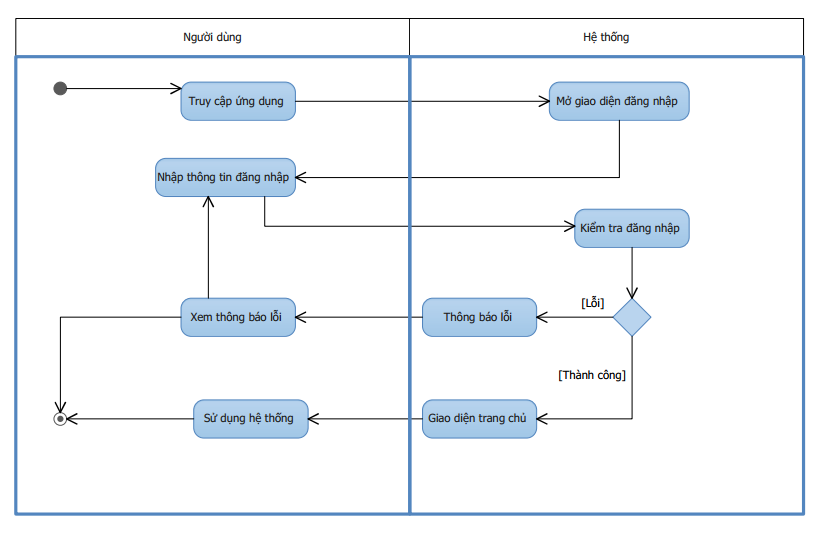 Người dùng
Hệ thống
Truy cập ứng dụng
Mở giao diện đăng nhập
Nhập thông tin đăng nhập
Kiểm tra đăng nhập
[Lỗi]
Xem thông báo lỗi
Thông báo lỗi
[Thành công]
Sử dụng hệ thống
Giao diện trang chủ